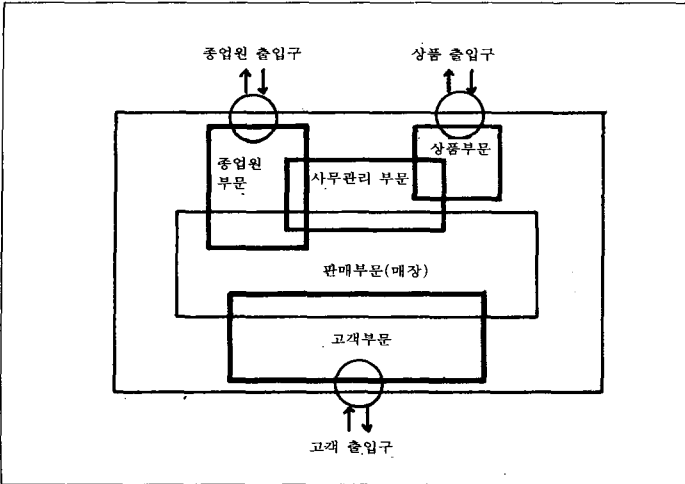 종업원 출입구
상품 출입구
종업원
부문
사무관리 부문
상품부문
판매부문(매장)
고객부문
고객 출입구